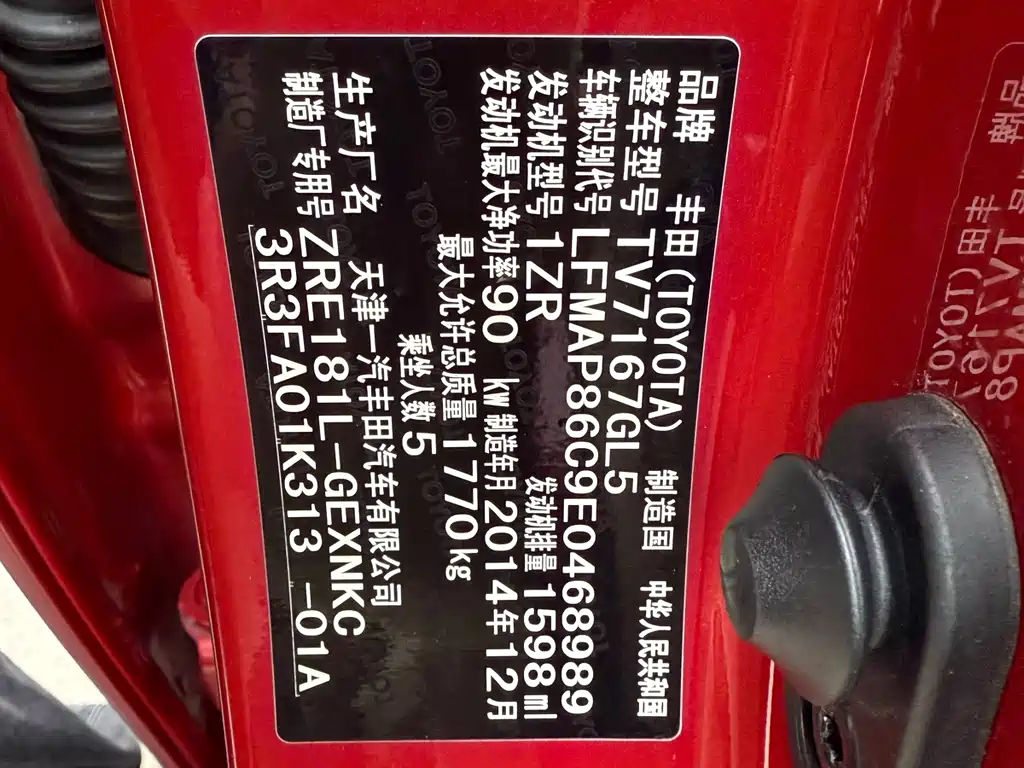 品牌 丰田(TOYOTA) 制造国 中华人民共和国
整车型号 TV7167GL5
车辆识别代号 LFMAP86C9E0468989
发动机型号 1ZR 发动机排量 1598ml
发动机最大净功率 90 kW 制造年月 2014年12月
最大允许总质量 1770kg
乘坐人数 5
生产厂名 天津一汽丰田汽车有限公司
制造厂专用号 ZRE181L-GEXNKC
3R3FA01K313 -01A